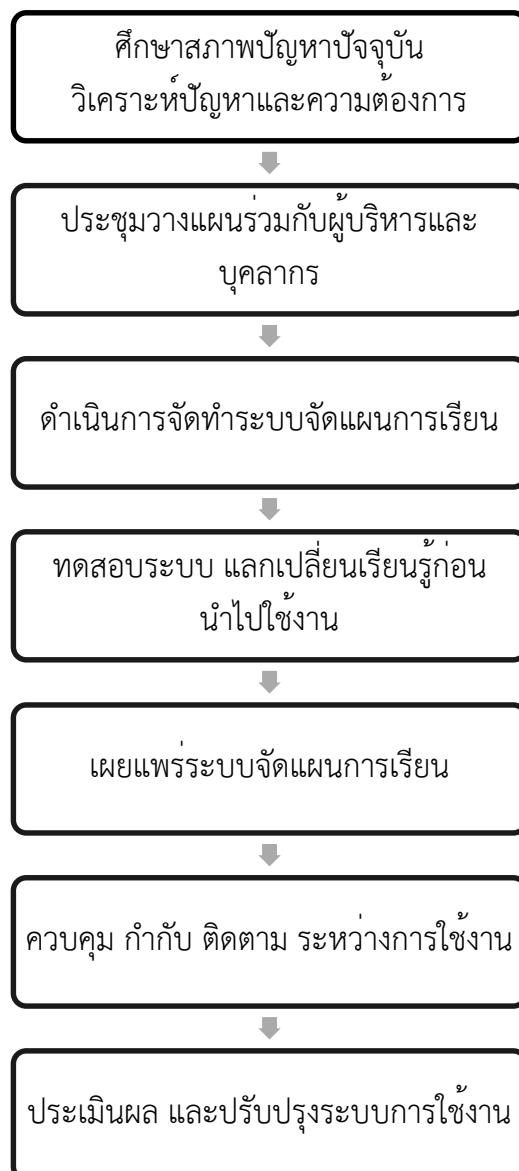 ศึกษาสภาพปัญหาปัจจุบัน
วิเคราะห์ปัญหาและความต้องการ
ประชุมวางแผนร่วมกับผู้บริหารและ
บุคลากร
ดำเนินการจัดทำระบบจัดแผนการเรียน
ทดสอบระบบ แลกเปลี่ยนเรียนรู้ก่อน
นำไปใช้งาน
เผยแพร่ระบบจัดแผนการเรียน
ควบคุม กำกับ ติดตาม ระหว่างการใช้งาน
ประเมินผล และปรับปรุงระบบการใช้งาน